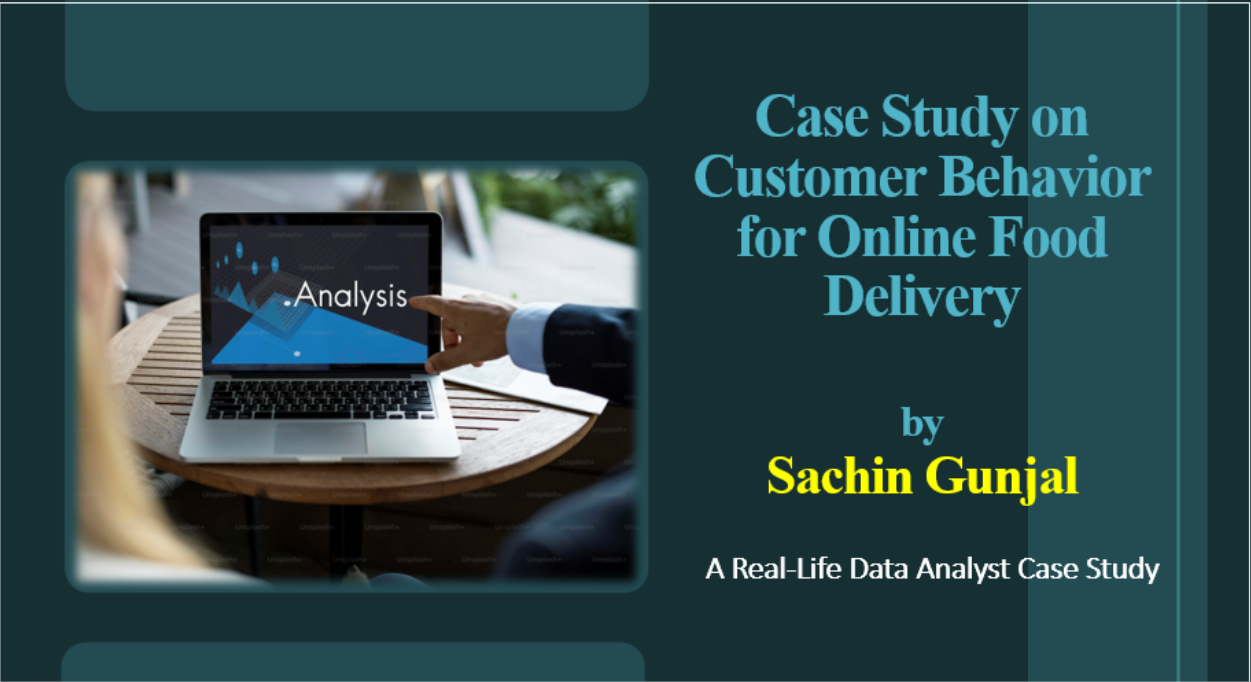 Case Study on
Customer Behavior
for Online Food
Delivery
by
Sachin Gunjal
A Real-Life Data Analyst Case Study
Analysis
Unsplash+